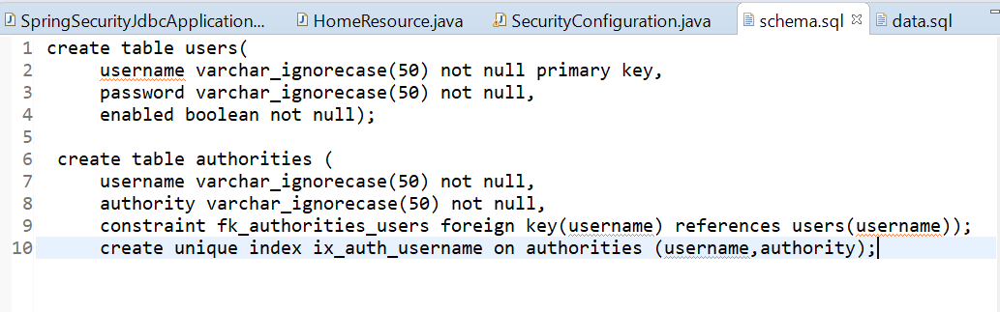 SpringSecurityJdbcApplication... HomeResource.java SecurityConfiguration.java schema.sql data.sql
1 create table users(
2 username varchar_ignorecase(50) not null primary key,
3 password varchar_ignorecase(50) not null,
4 enabled boolean not null);
5
6 create table authorities (
7 username varchar_ignorecase(50) not null,
8 authority varchar_ignorecase(50) not null,
9 constraint fk_authorities_users foreign key(username) references users(username));
10 create unique index ix_auth_username on authorities (username,authority);